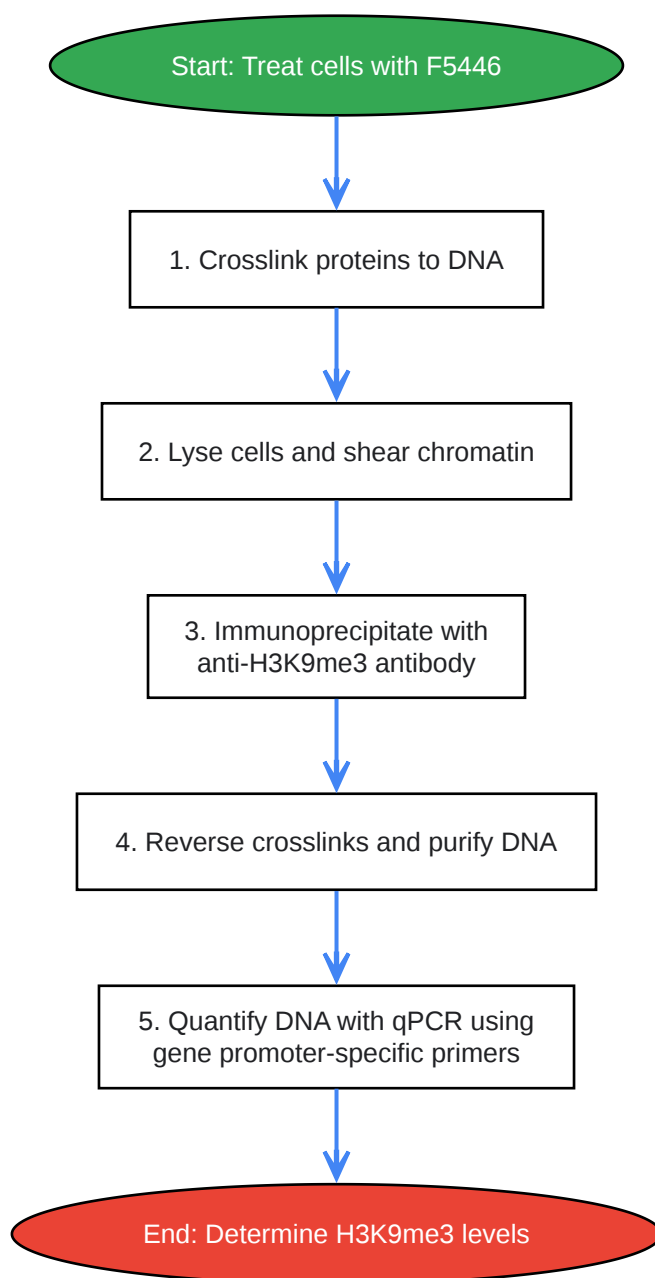 Start: Treat cells with F5446
1. Crosslink proteins to DNA
2. Lyse cells and shear chromatin
3. Immunoprecipitate with
anti-H3K9me3 antibody
4. Reverse crosslinks and purify DNA
5. Quantify DNA with qPCR using
gene promoter-specific primers
End: Determine H3K9me3 levels